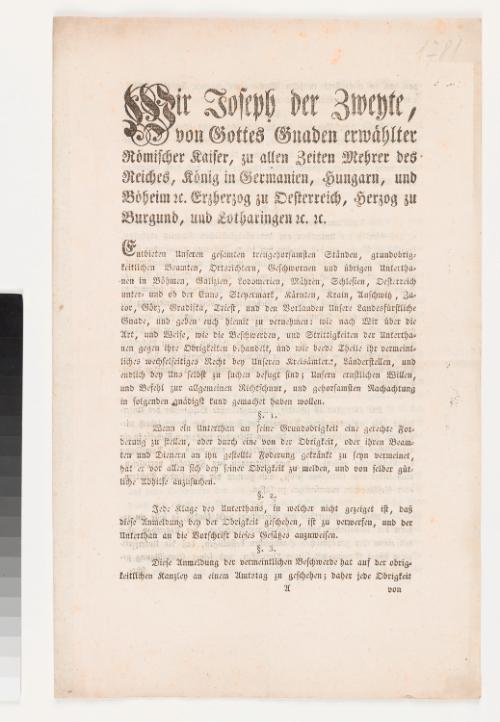 1781
Wir Joseph der Zweyte,
von Gottes Gnaden erwählter
Römischer Kaiser, zu allen Zeiten Mehrer des
Reiches, König in Germanien, Hungarn, und
Böheim ꝛc. Erzherzog zu Oesterreich, Herzog zu
Burgund, und Lotharingen ꝛc. ꝛc.
Entbieten Unseren gesamten treugehorsamsten Ständen, grundobrig-
keitlichen Beamten, Ortsrichtern, Geschwornen und übrigen Untertha-
nen in Böhmen, Galizien, Lodomerien, Mähren, Schlesien, Oesterreich
unter- und ob der Enns, Steyermark, Kärnten, Krain, Auschwitz, Za-
tor, Görz, Gradiska, Triest, und den Vorlanden Unsere Landesfürstliche
Gnade, und geben euch hiemit zu vernehmen: wie nach Wir über die
Art, und Weise, wie die Beschwerden, und Strittigkeiten der Untertha-
nen gegen ihre Obrigkeiten behandelt, und wie beede Theile ihr vermeint-
liches wechselseitiges Recht bey Unseren Kreisämtern, Länderstellen, und
endlich bey Uns selbst zu suchen befugt sind; Unsern ernstlichen Willen,
und Befehl zur allgemeinen Richtschnur, und gehorsamsten Nachachtung
in folgenden gnädigst kund gemachet haben wollen.
§. 1.
Wenn ein Unterthan an seine Grundobrigkeit eine gerechte For-
derung zu stellen, oder durch eine von der Obrigkeit, oder ihren Beam-
ten und Dienern an ihn gestellte Foderung gekränkt zu seyn vermeinet,
hat er vor allen sich bey seiner Obrigkeit zu melden, und von selber güt-
liche Abhilfe anzusuchen.
§. 2.
Jede Klage des Unterthans, in welcher nicht gezeiget ist, daß
diese Anmeldung bey der Obrigkeit geschehen, ist zu verwerfen, und der
Unterthan an die Vorschrift dieses Gesätzes anzuweisen.
§. 3.
Diese Anmeldung der vermeintlichen Beschwerde hat auf der obrig-
keitlichen Kanzley an einem Amtstag zu geschehen; daher jede Obrigkeit
A von